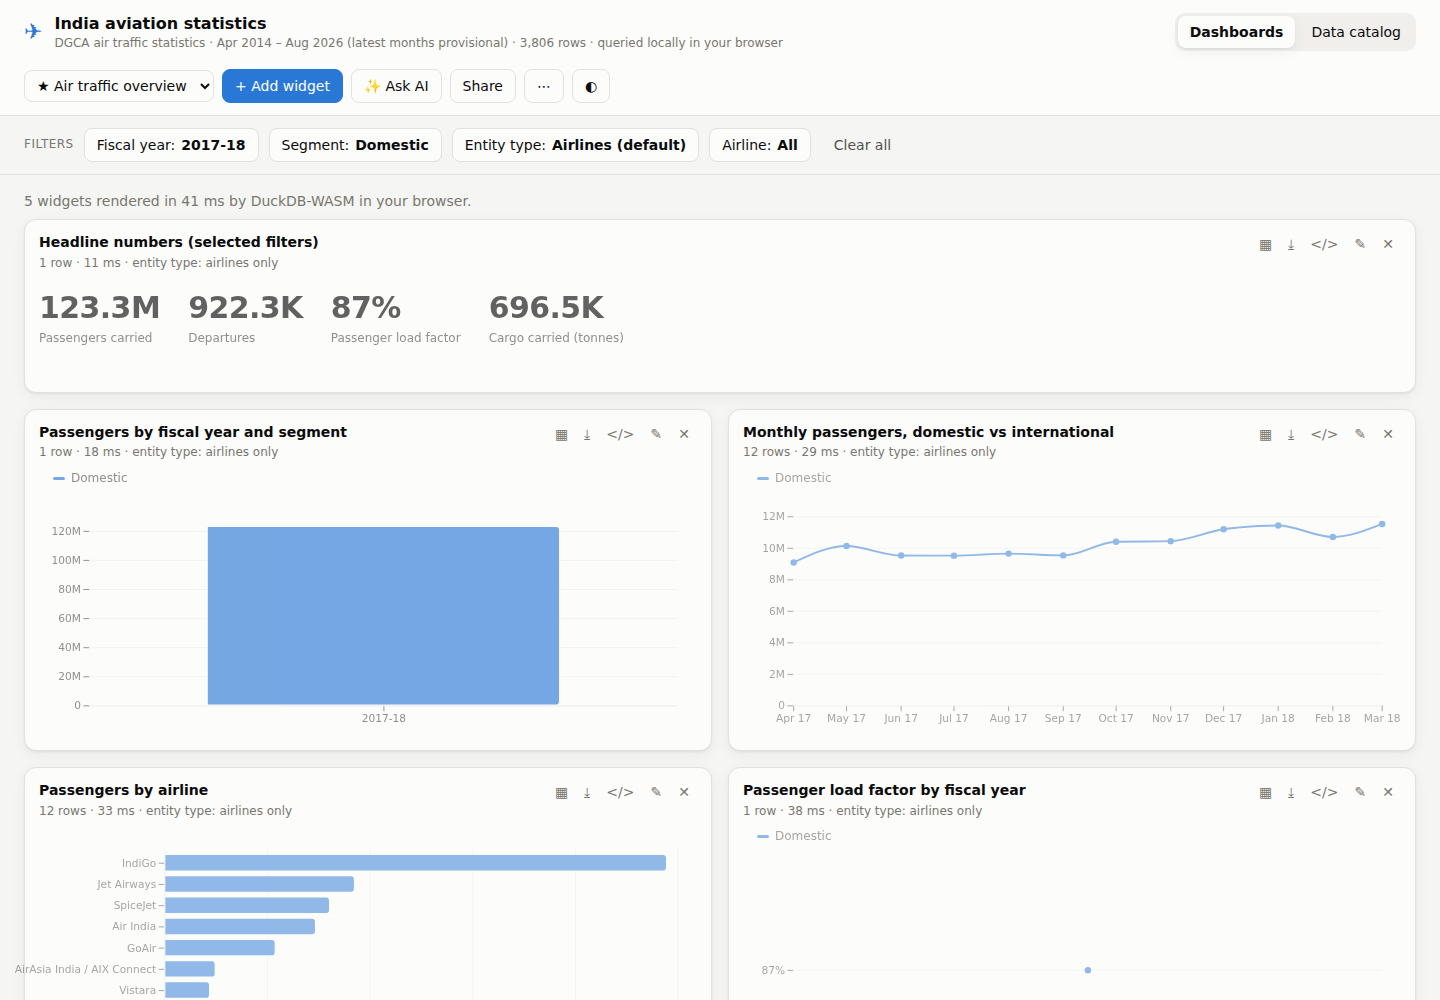 India aviation statistics
DGCA air traffic statistics · Apr 2014 – Aug 2026 (latest months provisional) · 3,806 rows · queried locally in your browser
Dashboards
Data catalog
★ Air traffic overview
+ Add widget
✨ Ask AI
Share
⋯
FILTERS
Fiscal year: 2017-18
Segment: Domestic
Entity type: Airlines (default)
Airline: All
Clear all
5 widgets rendered in 41 ms by DuckDB-WASM in your browser.
Headline numbers (selected filters)
1 row · 11 ms · entity type: airlines only
</>
123.3M
922.3K
87%
696.5K
Passengers carried
Departures
Passenger load factor
Cargo carried (tonnes)
Passengers by fiscal year and segment
1 row · 18 ms · entity type: airlines only
</>
Domestic
120M
100M
80M
60M
40M
20M
0
2017-18
Monthly passengers, domestic vs international
12 rows · 29 ms · entity type: airlines only
</>
Domestic
12M
10M
8M
6M
4M
2M
0
Apr 17
May 17
Jun 17
Jul 17
Aug 17
Sep 17
Oct 17
Nov 17
Dec 17
Jan 18
Feb 18
Mar 18
Passengers by airline
12 rows · 33 ms · entity type: airlines only
</>
IndiGo
Jet Airways
SpiceJet
Air India
GoAir
AirAsia India / AIX Connect
Vistara
Passenger load factor by fiscal year
1 row · 38 ms · entity type: airlines only
</>
Domestic
87%